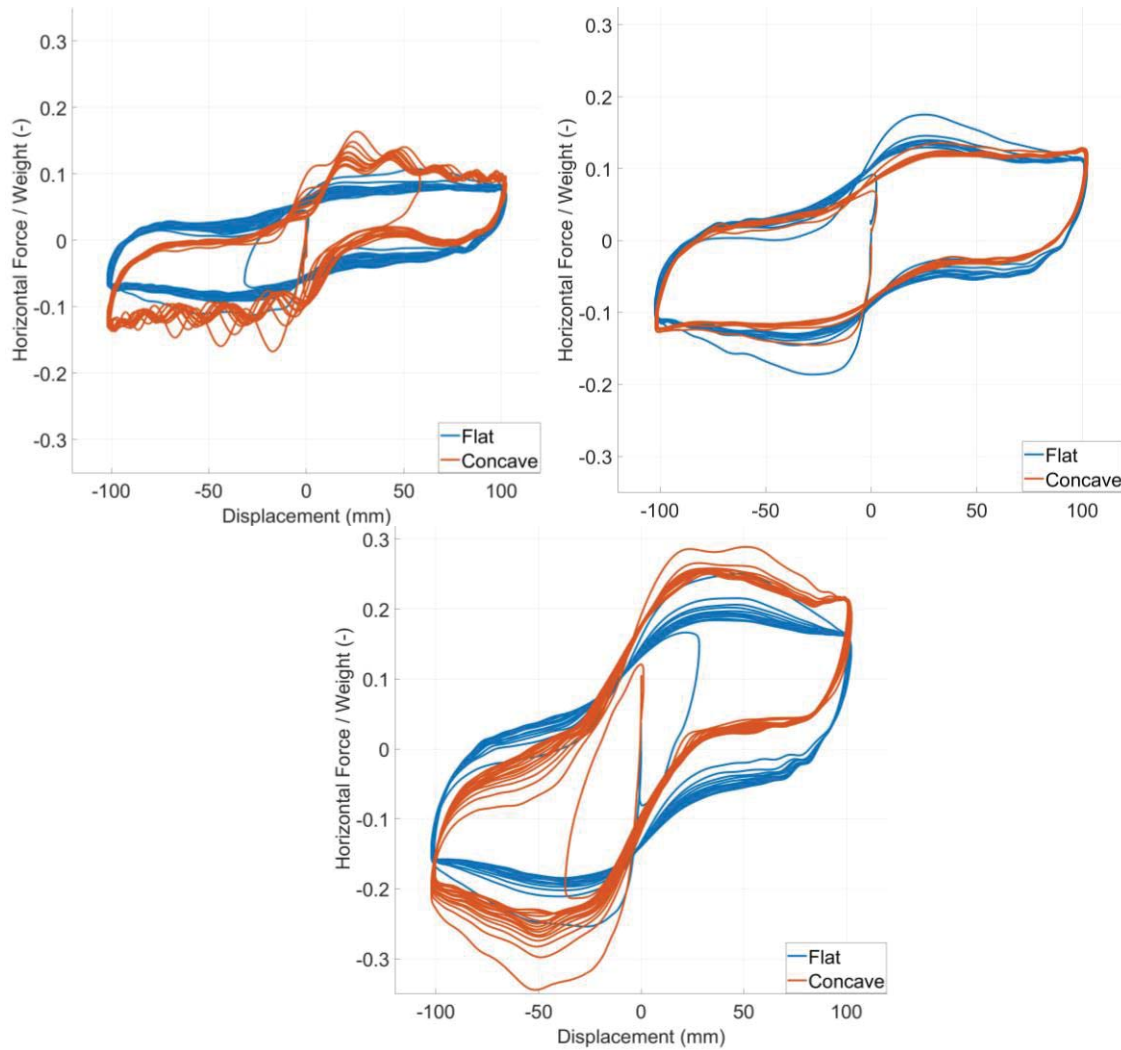 0.3
0.2
0.1
0
-0.1
-0.2
-0.3
Horizontal Force / Weight (-)
-100 -50 0 50 100
Displacement (mm)
Flat
Concave
0.3
0.2
0.1
0
-0.1
-0.2
-0.3
Horizontal Force / Weight (-)
-100 -50 0 50 100
Flat
Concave
0.3
0.2
0.1
0
-0.1
-0.2
-0.3
Horizontal Force / Weight (-)
-100 -50 0 50 100
Displacement (mm)
Flat
Concave